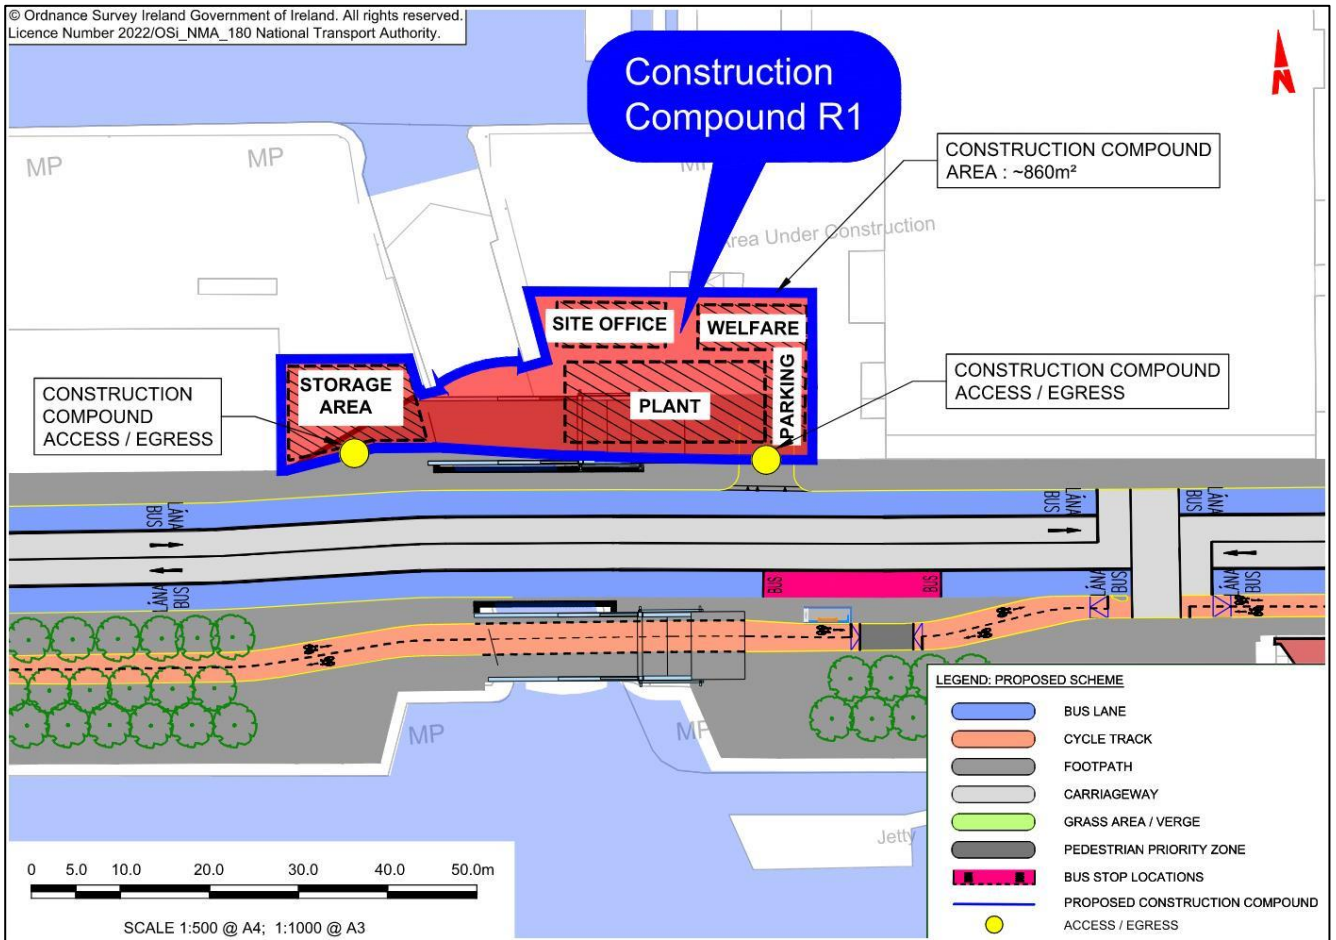 © Ordnance Survey Ireland Government of Ireland. All rights reserved.
Licence Number 2022/OSi_NMA_180 National Transport Authority.
Construction
Compound R1
N
CONSTRUCTION COMPOUND
AREA : ~860m²
MP
MP
Area Under Construction
SITE OFFICE
WELFARE
STORAGE
AREA
PLANT
PARKING
CONSTRUCTION
COMPOUND
ACCESS / EGRESS
CONSTRUCTION COMPOUND
ACCESS / EGRESS
LÁNA
BUS
LÁNA
BUS
LÁNA
BUS
LÁNA
BUS
BUS
BUS
LÁNA
BUS
LÁNA
BUS
MP
MP
Jetty
LEGEND: PROPOSED SCHEME
BUS LANE
CYCLE TRACK
FOOTPATH
CARRIAGEWAY
GRASS AREA / VERGE
PEDESTRIAN PRIORITY ZONE
BUS STOP LOCATIONS
PROPOSED CONSTRUCTION COMPOUND
ACCESS / EGRESS
0 5.0 10.0 20.0 30.0 40.0 50.0m
SCALE 1:500 @ A4; 1:1000 @ A3